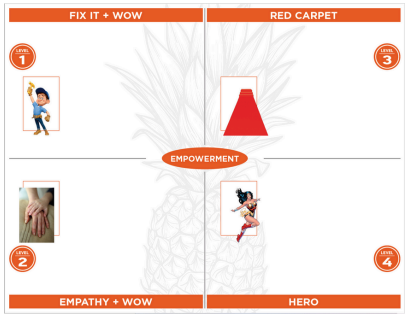 FIX IT + WOW
RED CARPET
LEVEL
1
LEVEL
3
EMPOWERMENT
LEVEL
2
LEVEL
4
EMPATHY + WOW
HERO